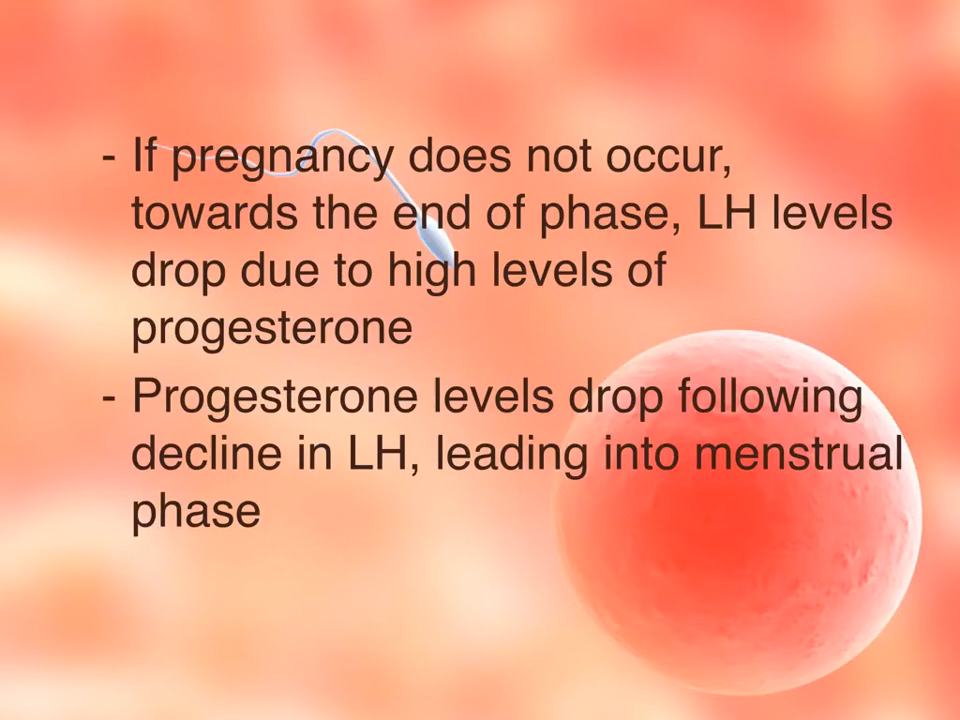 - If pregnancy does not occur,
towards the end of phase, LH levels
drop due to high levels of
progesterone
- Progesterone levels drop following
decline in LH, leading into menstrual
phase